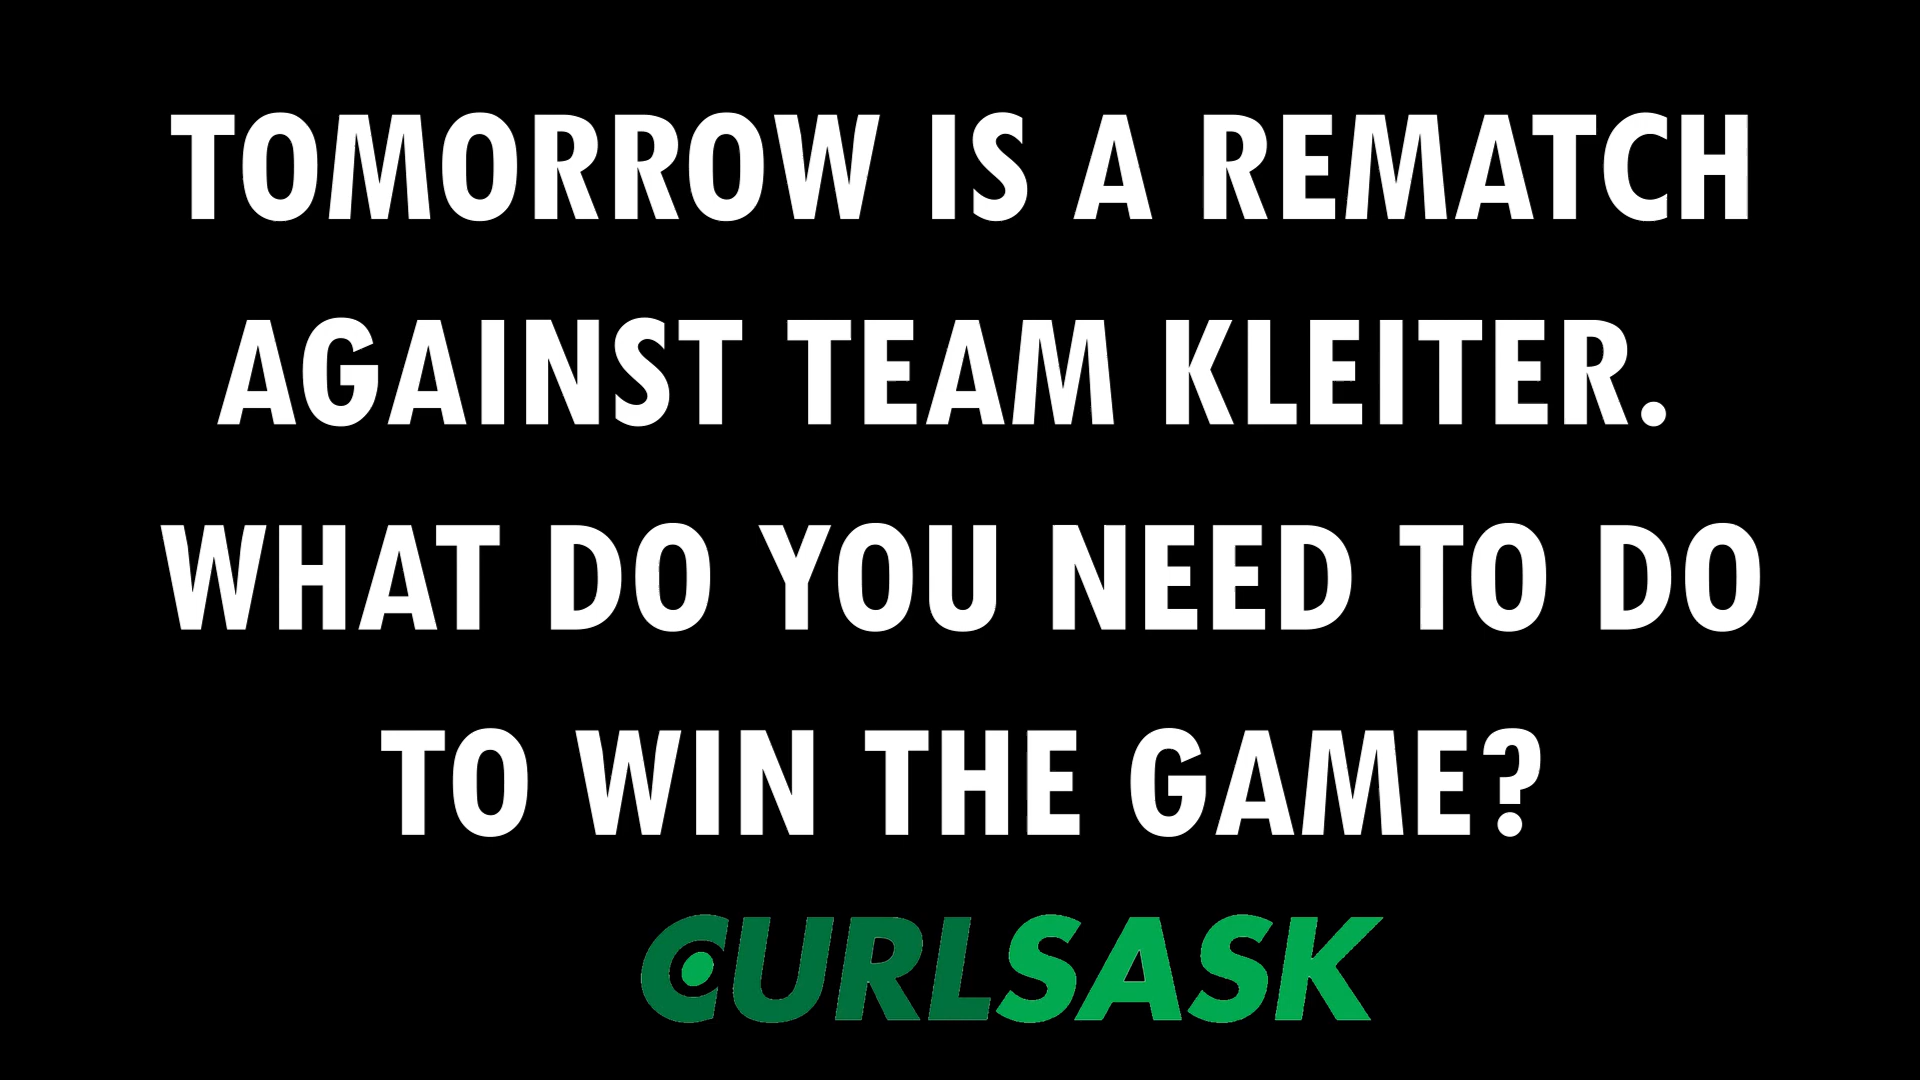 TOMORROW IS A REMATCH
AGAINST TEAM KLEITER.
WHAT DO YOU NEED TO DO
TO WIN THE GAME?
CURLSASK